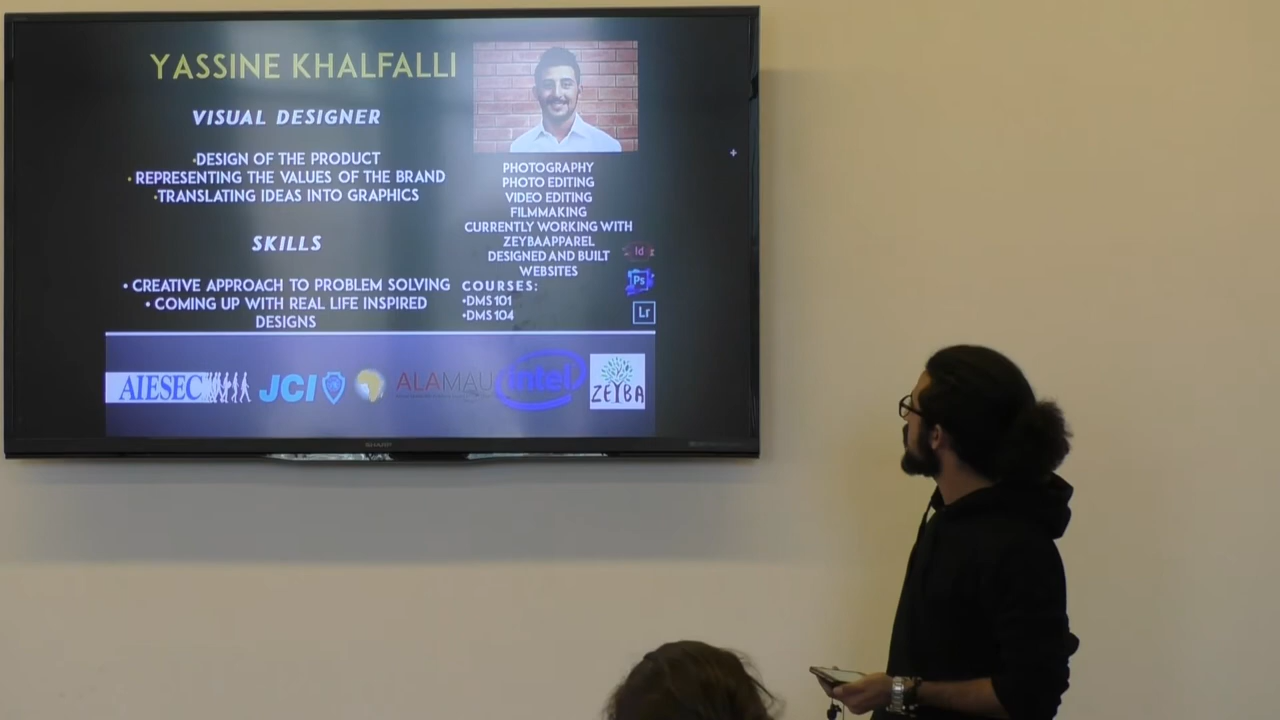 YASSINE KHALFALLI
VISUAL DESIGNER
•DESIGN OF THE PRODUCT
• REPRESENTING THE VALUES OF THE BRAND
•TRANSLATING IDEAS INTO GRAPHICS
SKILLS
• CREATIVE APPROACH TO PROBLEM SOLVING
• COMING UP WITH REAL LIFE INSPIRED
DESIGNS
PHOTOGRAPHY
PHOTO EDITING
VIDEO EDITING
FILMMAKING
CURRENTLY WORKING WITH
ZEYBAAPPAREL
DESIGNED AND BUILT
WEBSITES
COURSES:
•DMS 101
•DMS 104
Id
Ps
Lr
AIESEC
JCI
ALAMAU
intel
ZEYBA
SHARP